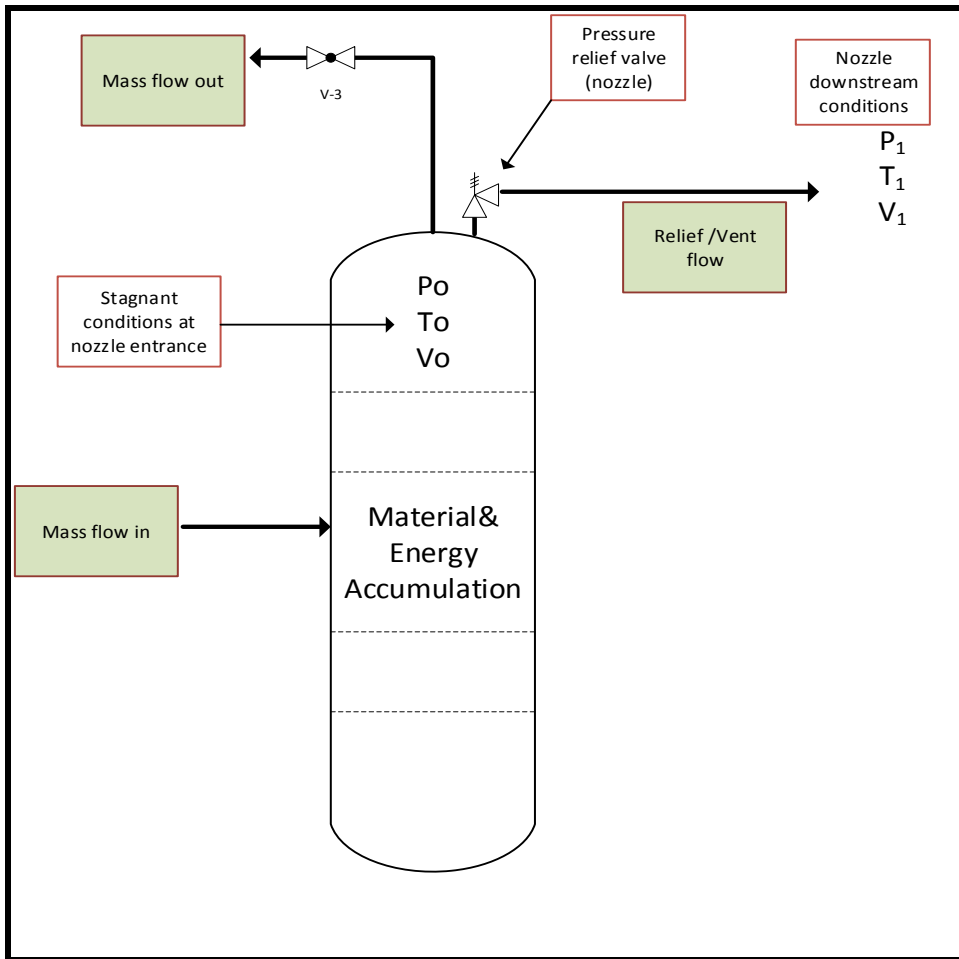 Mass flow out
V-3
Pressure
relief valve
(nozzle)
Nozzle
downstream
conditions
P₁
T₁
V₁
Relief /Vent
flow
Stagnant
conditions at
nozzle entrance
Po
To
Vo
Mass flow in
Material&
Energy
Accumulation